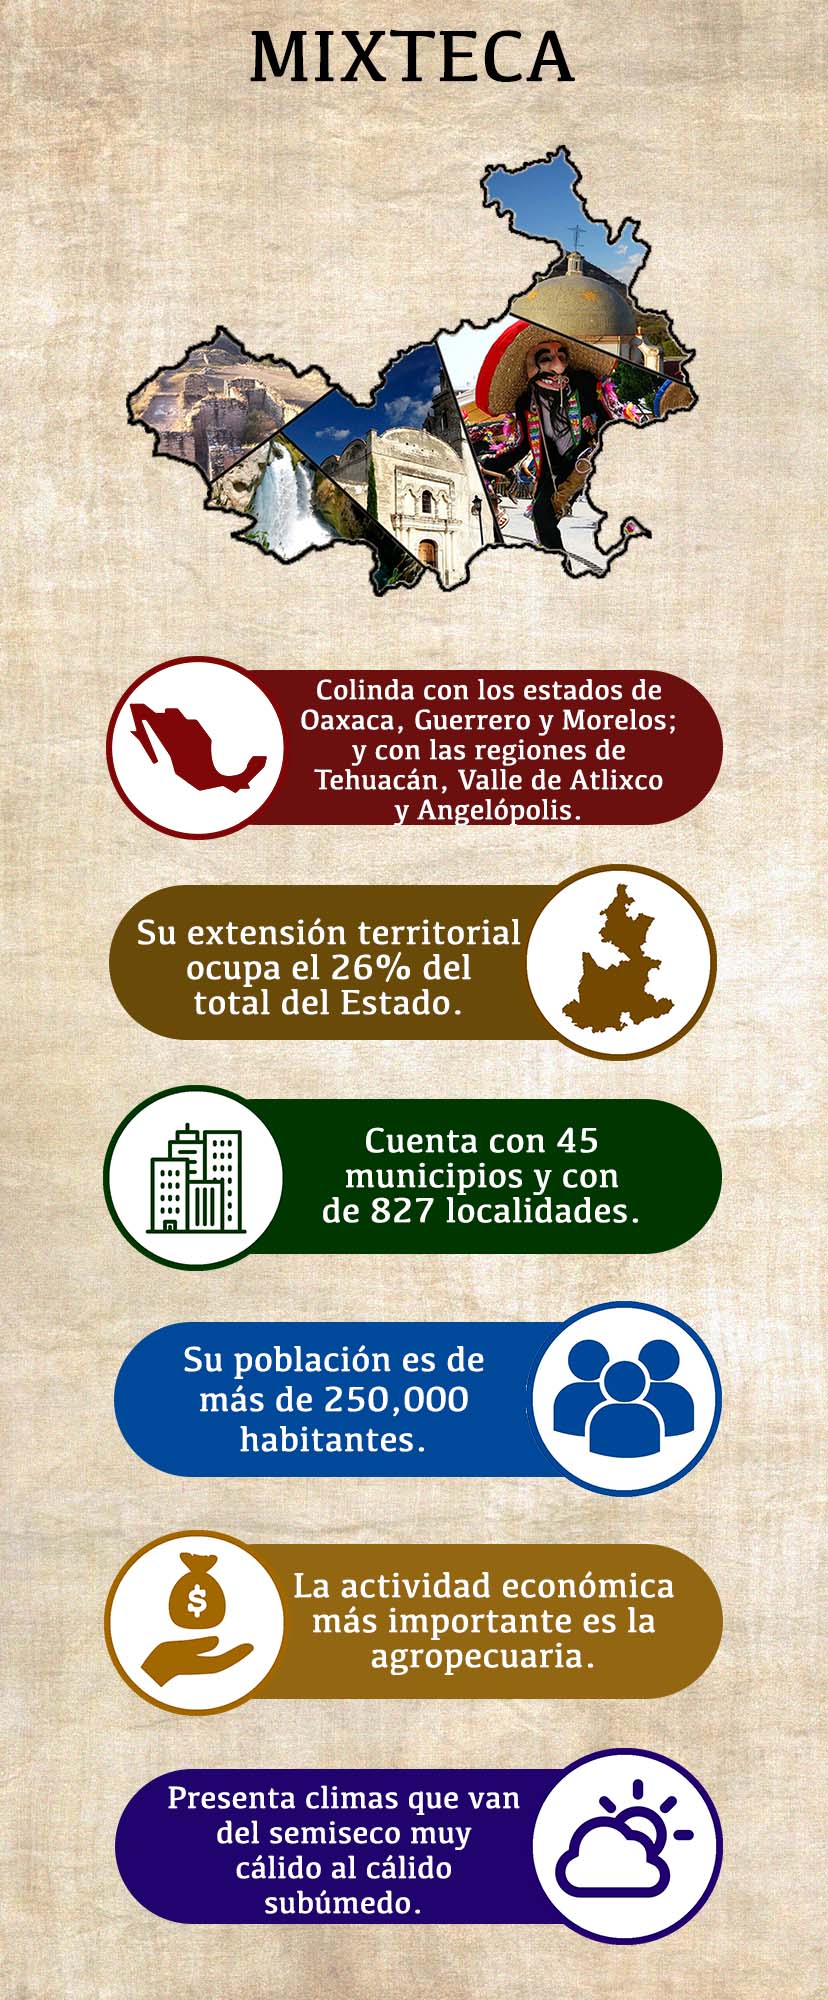 MIXTECA
Colinda con los estados de
Oaxaca, Guerrero y Morelos;
y con las regiones de
Tehuacán, Valle de Atlixco
y Angelópolis.
Su extensión territorial
ocupa el 26% del
total del Estado.
Cuenta con 45
municipios y con
de 827 localidades.
Su población es de
más de 250,000
habitantes.
$
La actividad económica
más importante es la
agropecuaria.
Presenta climas que van
del semiseco muy
cálido al cálido
subúmedo.